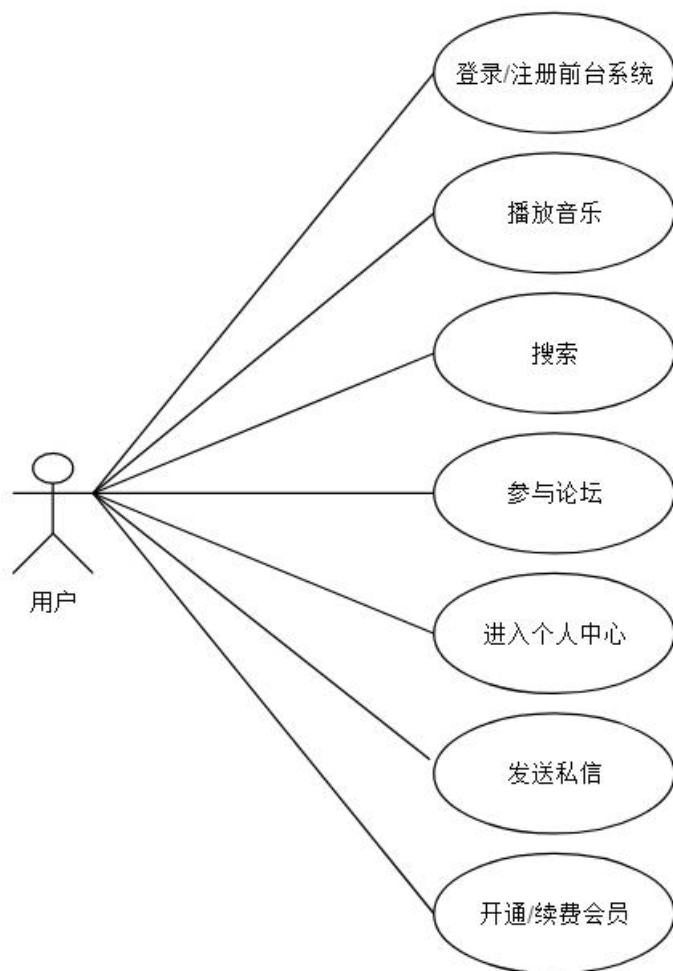 登录/注册前台系统
播放音乐
搜索
参与论坛
用户
进入个人中心
发送私信
开通/续费会员